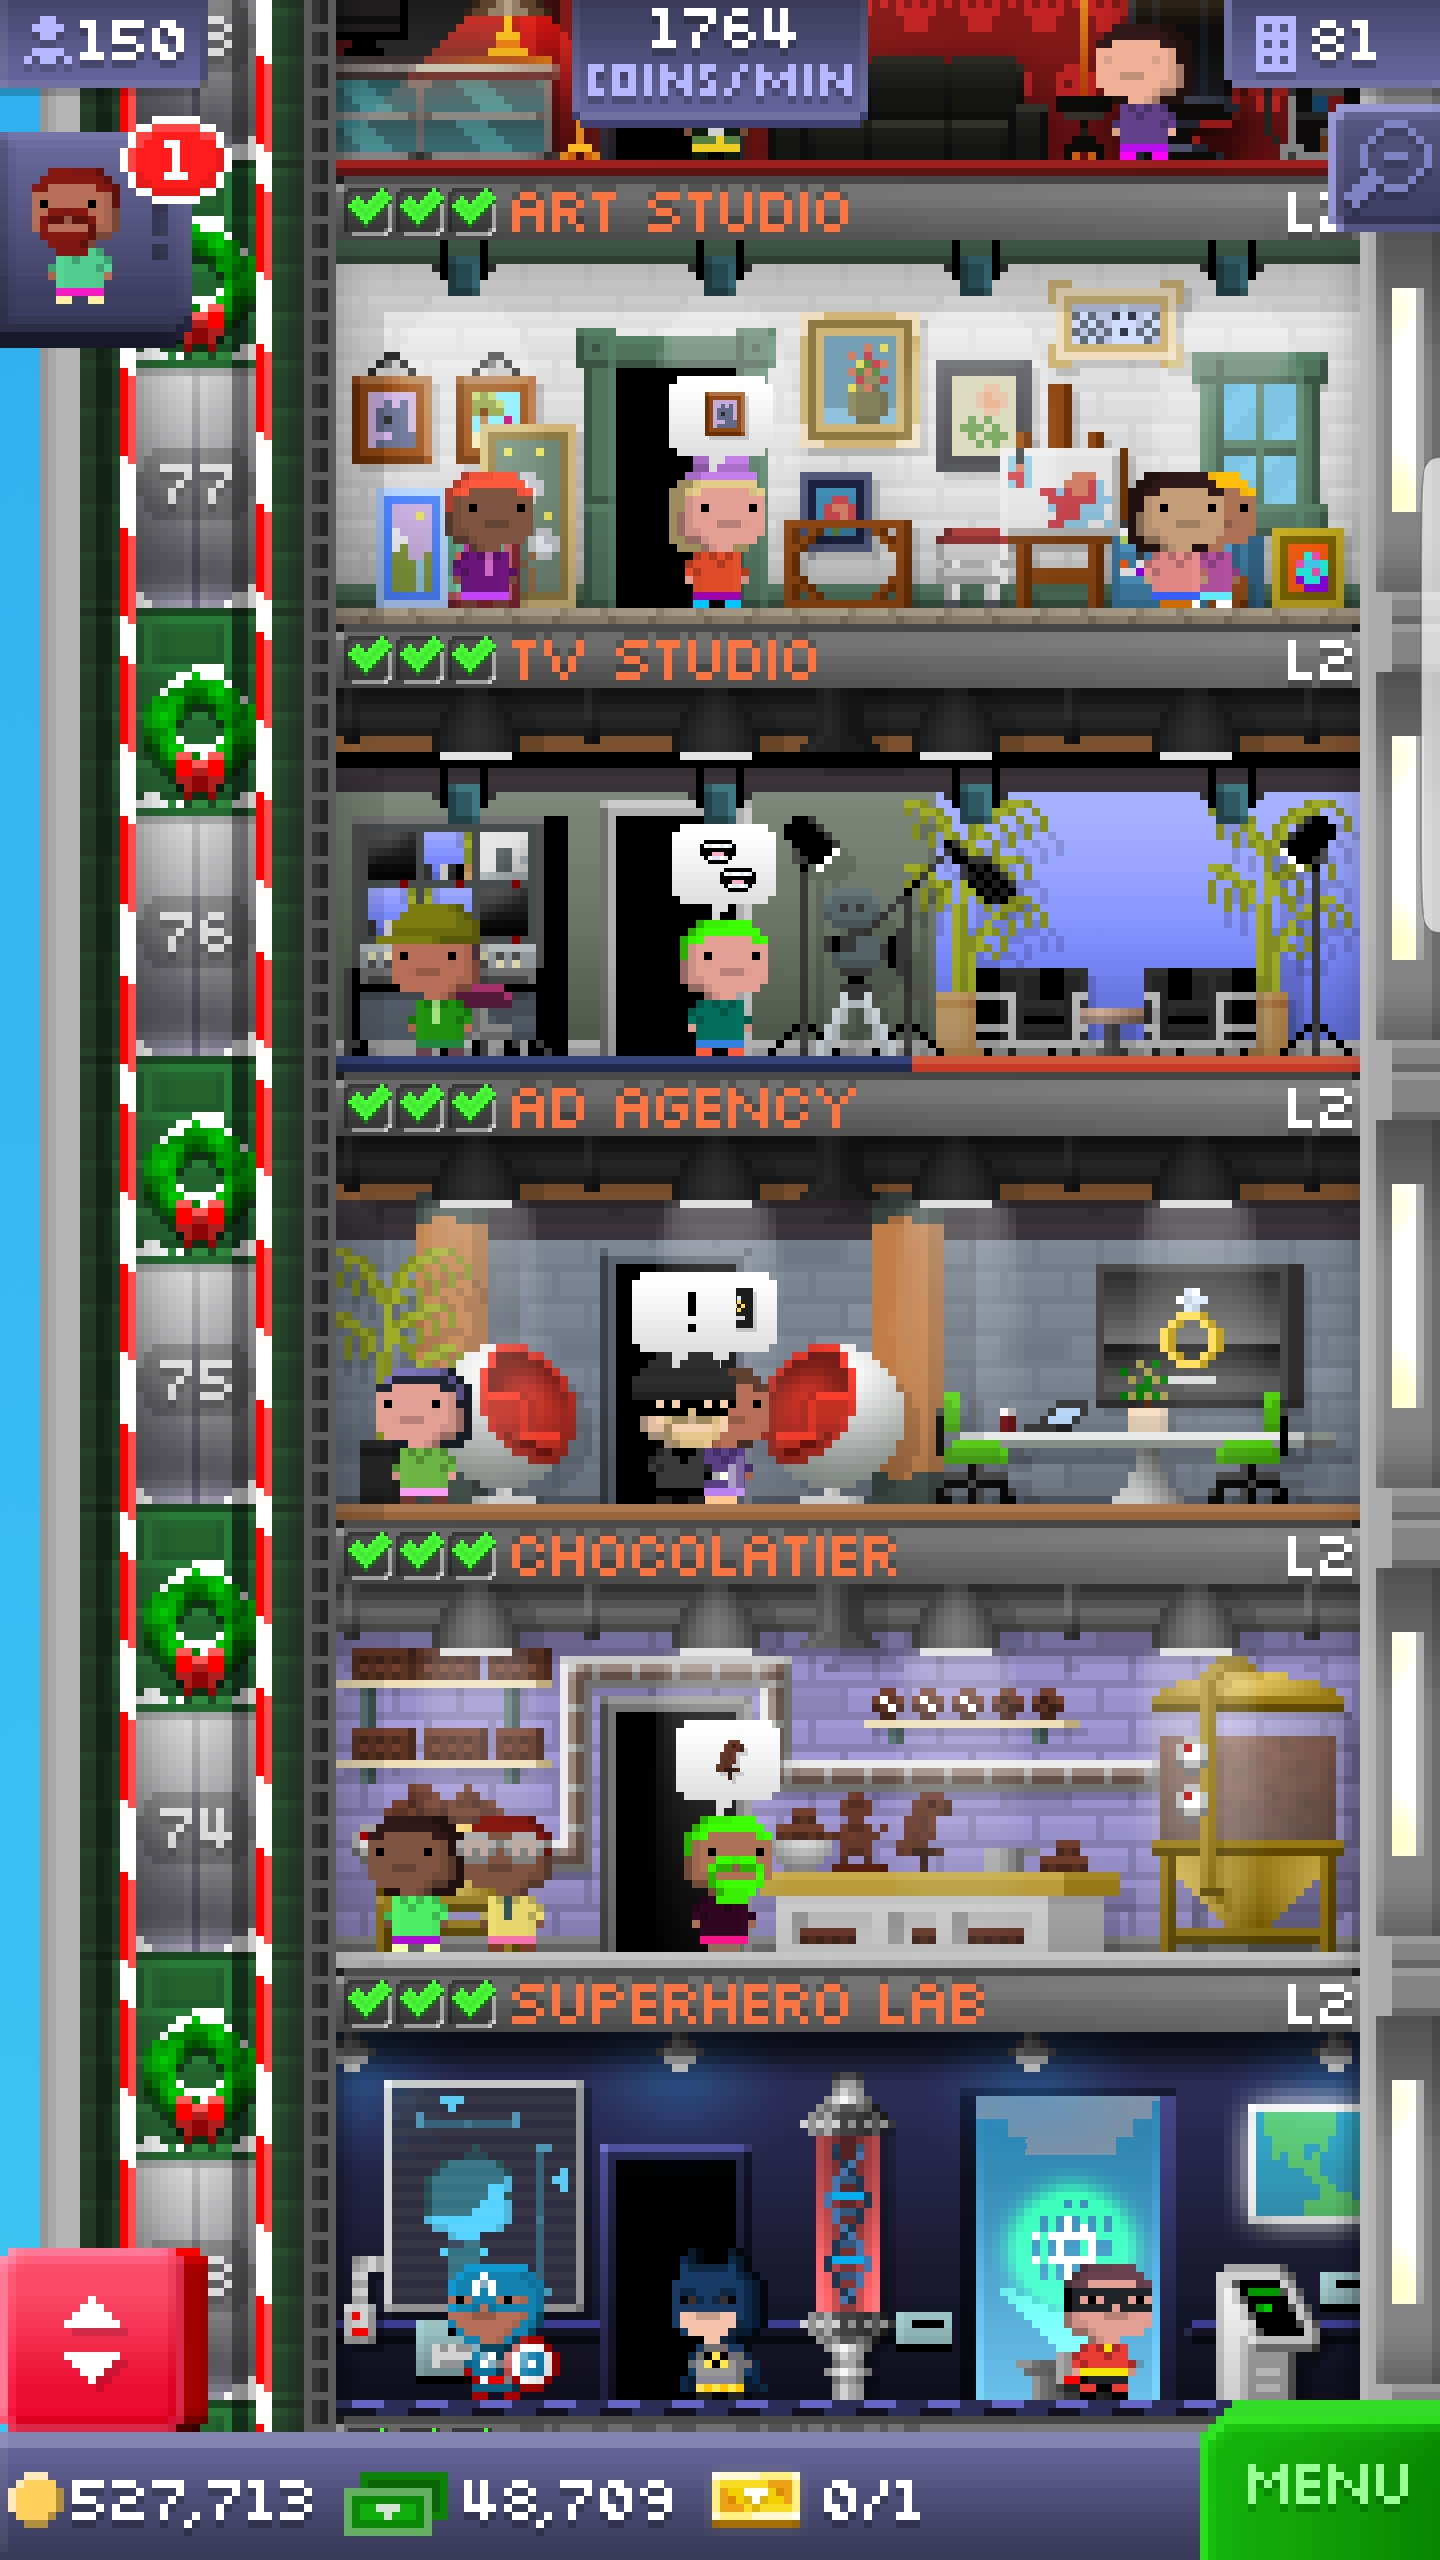 150
1764
COINS/MIN
81
1
ART STUDIO
77
TV STUDIO L2
76
AD AGENCY L2
!
75
CHOCOLATIER L2
74
SUPERHERO LAB L2
A
527,713 48,709 0/1
MENU